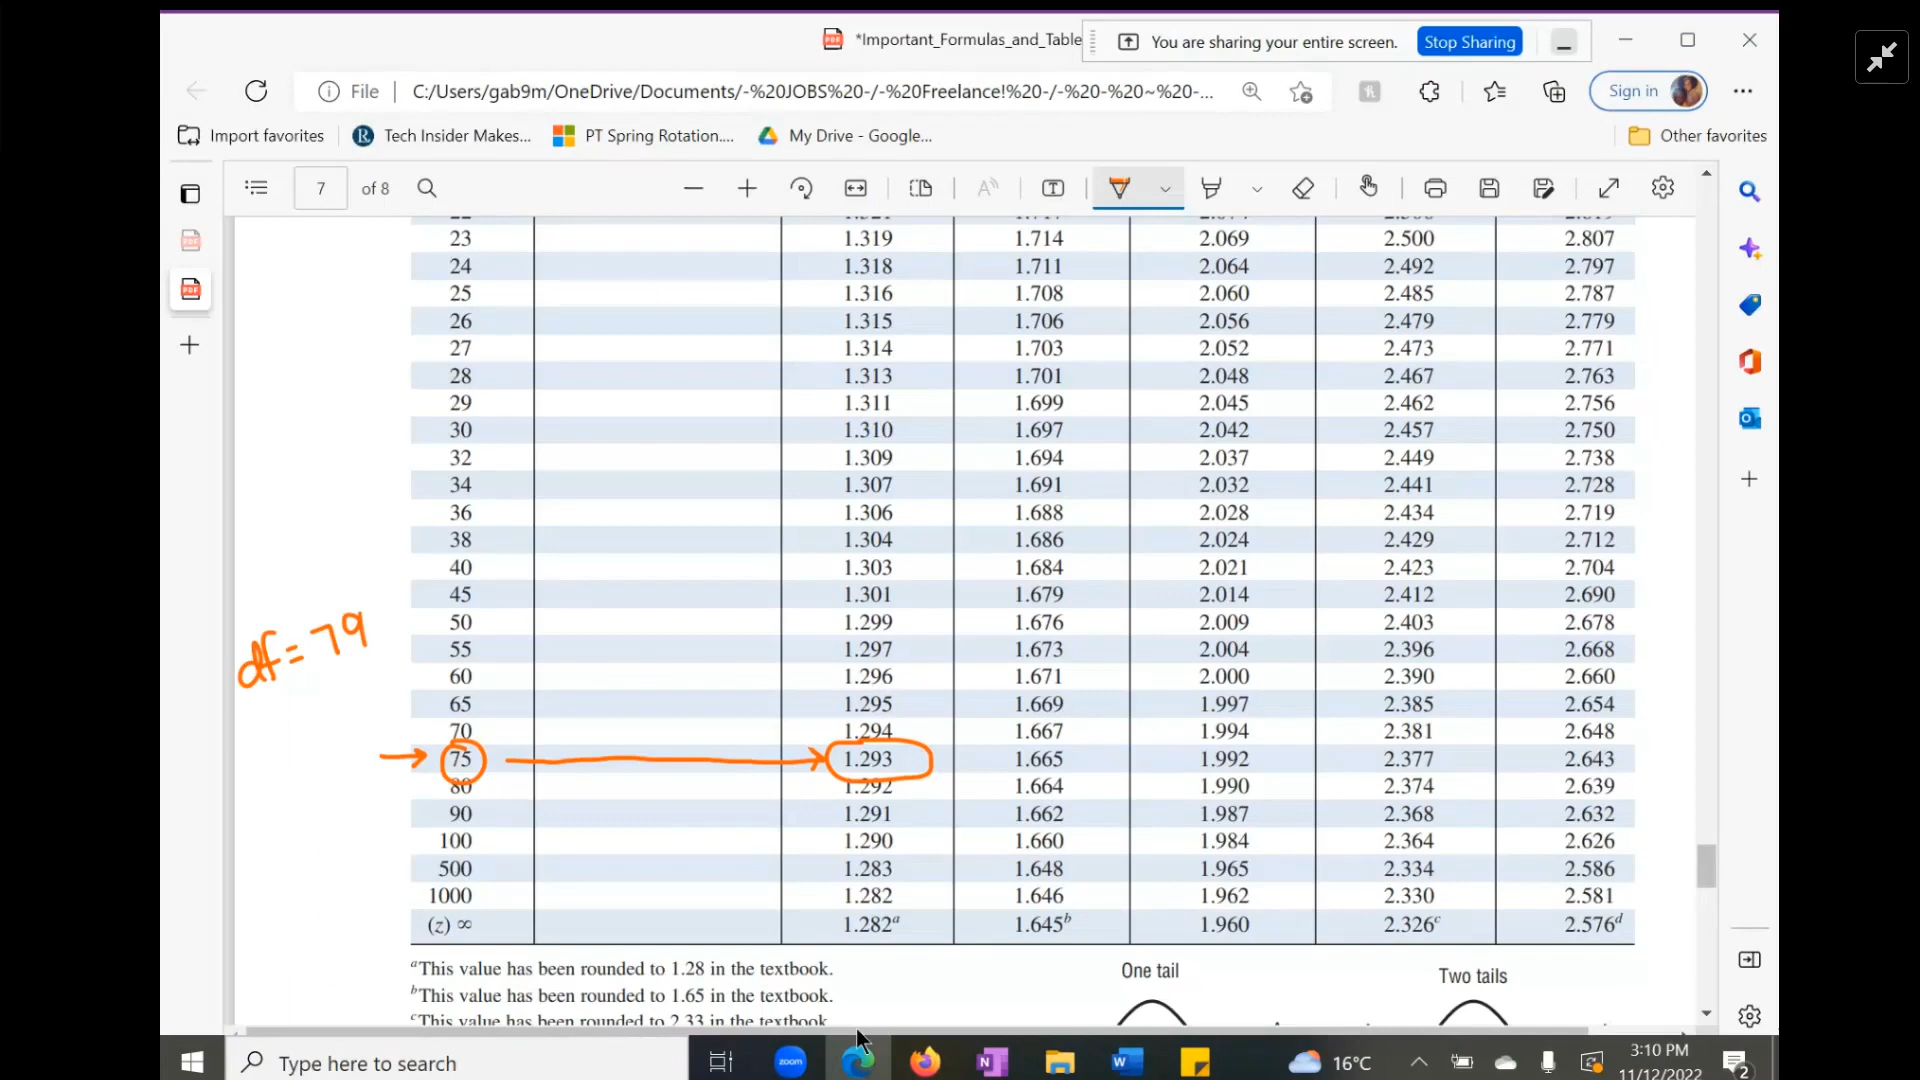 *Important_Formulas_and_Table
You are sharing your entire screen.
Stop Sharing
File
C:/Users/gab9m/OneDrive/Documents/-%20JOBS%20-/-%20Freelance!%20-/-%20-%20~%20-...
Sign in
Import favorites
Tech Insider Makes...
PT Spring Rotation....
My Drive - Google...
Other favorites
7 of 8
23 1.319 1.714 2.069 2.500 2.807
24 1.318 1.711 2.064 2.492 2.797
25 1.316 1.708 2.060 2.485 2.787
26 1.315 1.706 2.056 2.479 2.779
27 1.314 1.703 2.052 2.473 2.771
28 1.313 1.701 2.048 2.467 2.763
29 1.311 1.699 2.045 2.462 2.756
30 1.310 1.697 2.042 2.457 2.750
32 1.309 1.694 2.037 2.449 2.738
34 1.307 1.691 2.032 2.441 2.728
36 1.306 1.688 2.028 2.434 2.719
38 1.304 1.686 2.024 2.429 2.712
40 1.303 1.684 2.021 2.423 2.704
45 1.301 1.679 2.014 2.412 2.690
50 1.299 1.676 2.009 2.403 2.678
df = 79
55 1.297 1.673 2.004 2.396 2.668
60 1.296 1.671 2.000 2.390 2.660
65 1.295 1.669 1.997 2.385 2.654
70 1.294 1.667 1.994 2.381 2.648
75 1.293 1.665 1.992 2.377 2.643
80 1.292 1.664 1.990 2.374 2.639
90 1.291 1.662 1.987 2.368 2.632
100 1.290 1.660 1.984 2.364 2.626
500 1.283 1.648 1.965 2.334 2.586
1000 1.282 1.646 1.962 2.330 2.581
(z) ∞ 1.282a 1.645b 1.960 2.326c 2.576d
aThis value has been rounded to 1.28 in the textbook.
bThis value has been rounded to 1.65 in the textbook.
cThis value has been rounded to 2.33 in the textbook.
One tail
Two tails
Type here to search
zoom
16°C
3:10 PM
11/12/2022
2